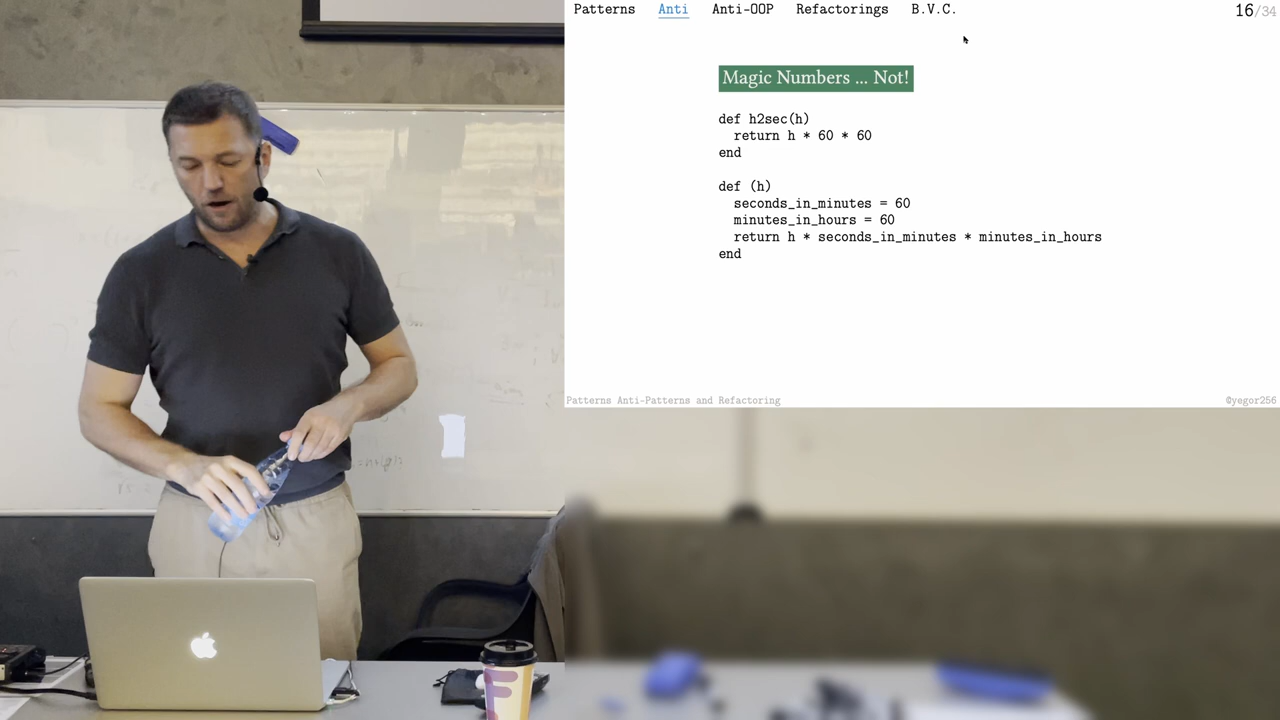 Patterns Anti Anti-OOP Refactorings B.V.C. 16/34
Magic Numbers ... Not!
def h2sec(h)
return h * 60 * 60
end
def (h)
seconds_in_minutes = 60
minutes_in_hours = 60
return h * seconds_in_minutes * minutes_in_hours
end
Patterns Anti-Patterns and Refactoring @yegor256